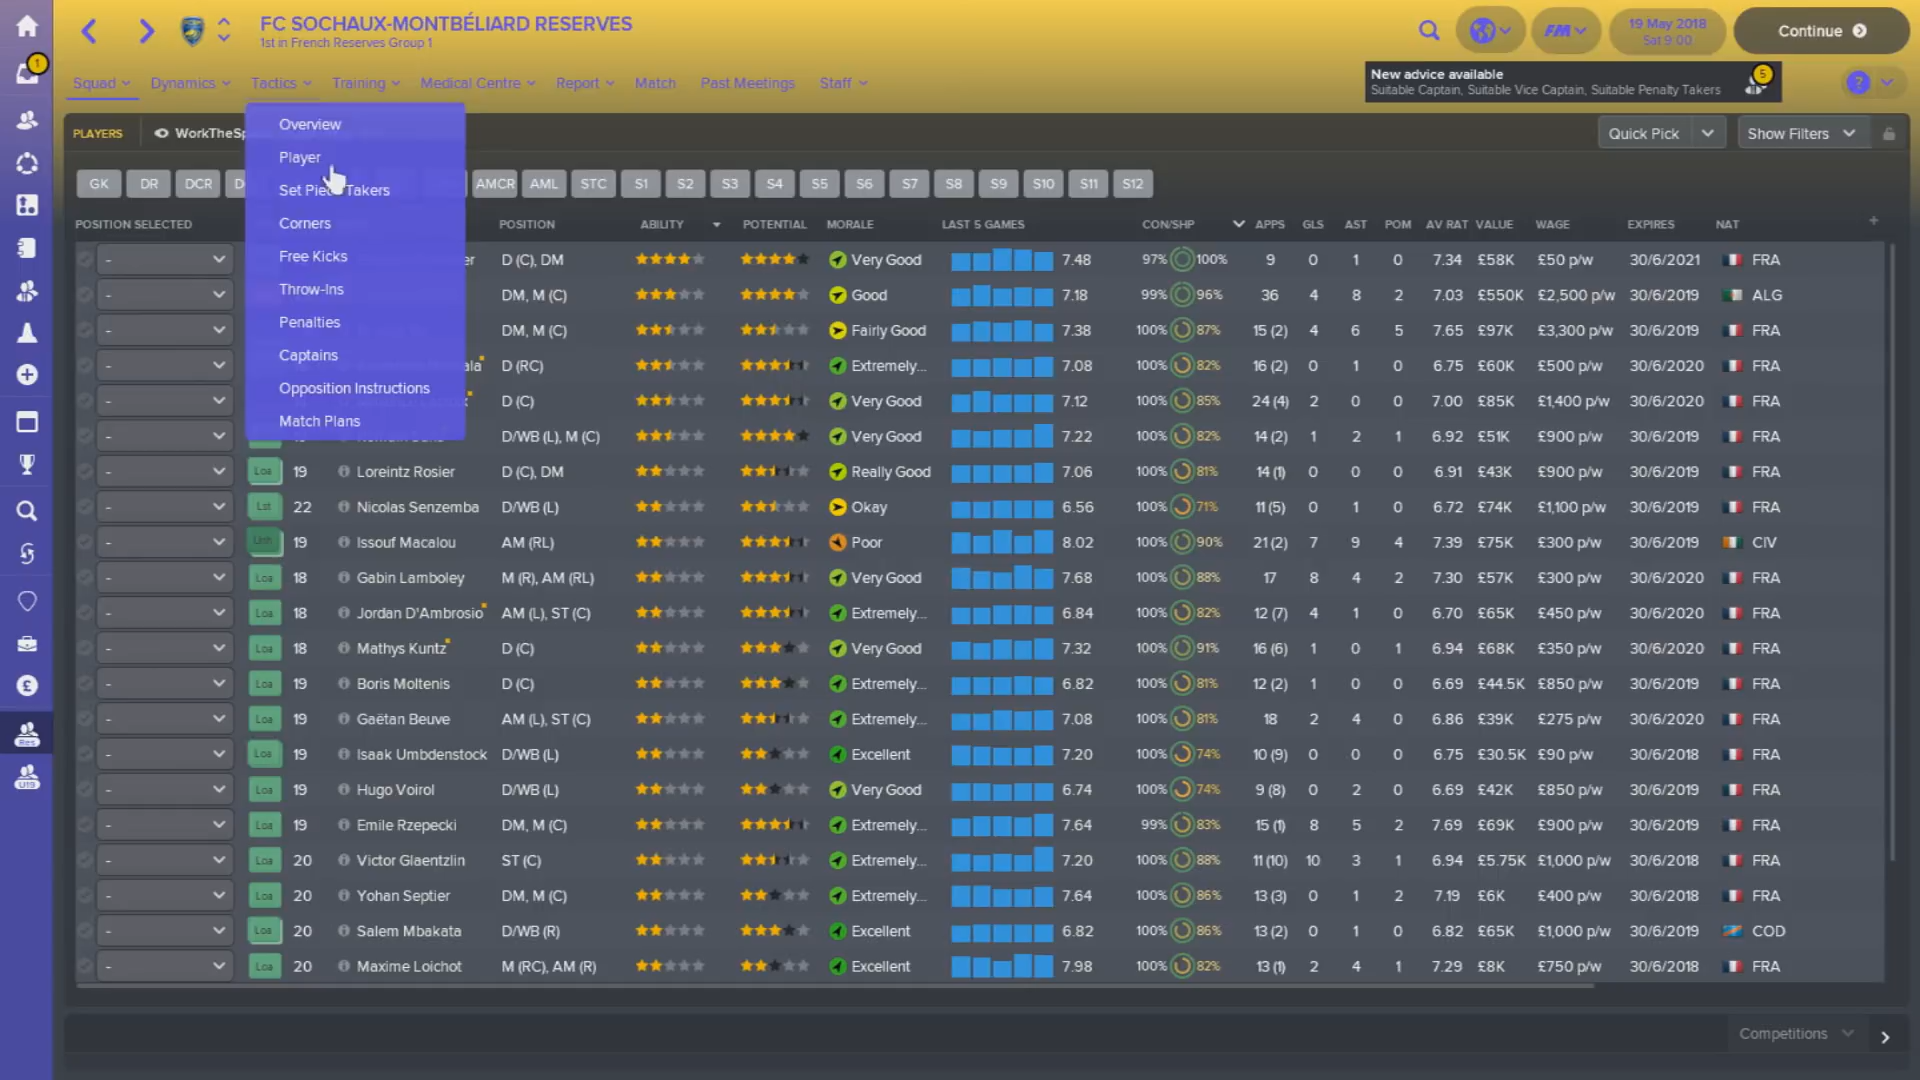 FC SOCHAUX-MONTBÉLIARD RESERVES
1st in French Reserves Group 1
FM
19 May 2018
Sat 9:00
Continue
1
Squad Dynamics Tactics Training Medical Centre Report Match Past Meetings Staff
New advice available
Suitable Captain, Suitable Vice Captain, Suitable Penalty Takers
5
?
PLAYERS WorkTheSp
Quick Pick Show Filters
Overview
Player
Set Piece Takers
Corners
Free Kicks
Throw-Ins
Penalties
Captains
Opposition Instructions
Match Plans
GK DR DCR AMCR AML STC S1 S2 S3 S4 S5 S6 S7 S8 S9 S10 S11 S12
POSITION SELECTED POSITION ABILITY POTENTIAL MORALE LAST 5 GAMES CON/SHP APPS GLS AST POM AV RAT VALUE WAGE EXPIRES NAT +
- er D (C), DM Very Good 7.48 97% 100% 9 0 1 0 7.34 £58K £50 p/w 30/6/2021 FRA
- DM, M (C) Good 7.18 99% 96% 36 4 8 2 7.03 £550K £2,500 p/w 30/6/2019 ALG
- DM, M (C) Fairly Good 7.38 100% 87% 15 (2) 4 6 5 7.65 £97K £3,300 p/w 30/6/2019 FRA
- ala D (RC) Extremely... 7.08 100% 82% 16 (2) 0 1 0 6.75 £60K £500 p/w 30/6/2020 FRA
- D (C) Very Good 7.12 100% 85% 24 (4) 2 0 0 7.00 £85K £1,400 p/w 30/6/2020 FRA
- D/WB (L), M (C) Very Good 7.22 100% 82% 14 (2) 1 2 1 6.92 £51K £900 p/w 30/6/2019 FRA
- Loa 19 Loreintz Rosier D (C), DM Really Good 7.06 100% 81% 14 (1) 0 0 0 6.91 £43K £900 p/w 30/6/2019 FRA
- Lst 22 Nicolas Senzemba D/WB (L) Okay 6.56 100% 71% 11 (5) 0 1 0 6.72 £74K £1,100 p/w 30/6/2019 FRA
- Unh 19 Issouf Macalou AM (RL) Poor 8.02 100% 90% 21 (2) 7 9 4 7.39 £75K £300 p/w 30/6/2019 CIV
- Loa 18 Gabin Lamboley M (R), AM (RL) Very Good 7.68 100% 88% 17 8 4 2 7.30 £57K £300 p/w 30/6/2020 FRA
- Loa 18 Jordan D'Ambrosio AM (L), ST (C) Extremely... 6.84 100% 82% 12 (7) 4 1 0 6.70 £65K £450 p/w 30/6/2020 FRA
- Loa 18 Mathys Kuntz D (C) Very Good 7.32 100% 91% 16 (6) 1 0 1 6.94 £68K £350 p/w 30/6/2020 FRA
- Loa 19 Boris Moltenis D (C) Extremely... 6.82 100% 81% 12 (2) 1 0 0 6.69 £44.5K £850 p/w 30/6/2019 FRA
- Loa 19 Gaëtan Beuve AM (L), ST (C) Extremely... 7.08 100% 81% 18 2 4 0 6.86 £39K £275 p/w 30/6/2020 FRA
- Loa 19 Isaak Umbdenstock D/WB (L) Excellent 7.20 100% 74% 10 (9) 0 0 0 6.75 £30.5K £90 p/w 30/6/2018 FRA
- Loa 19 Hugo Voirol D/WB (L) Very Good 6.74 100% 74% 9 (8) 0 2 0 6.69 £42K £850 p/w 30/6/2019 FRA
- Loa 19 Emile Rzepecki DM, M (C) Extremely... 7.64 99% 83% 15 (1) 8 5 2 7.69 £69K £900 p/w 30/6/2019 FRA
- Loa 20 Victor Glaentzlin ST (C) Extremely... 7.20 100% 88% 11 (10) 10 3 1 6.94 £5.75K £1,000 p/w 30/6/2018 FRA
- Loa 20 Yohan Septier DM, M (C) Extremely... 7.64 100% 86% 13 (3) 0 1 2 7.19 £6K £400 p/w 30/6/2018 FRA
- Loa 20 Salem Mbakata D/WB (R) Excellent 6.82 100% 86% 13 (2) 0 1 0 6.82 £65K £1,000 p/w 30/6/2019 COD
- Loa 20 Maxime Loichot M (RC), AM (R) Excellent 7.98 100% 82% 13 (1) 2 4 1 7.29 £8K £750 p/w 30/6/2018 FRA
Res
U19
Competitions